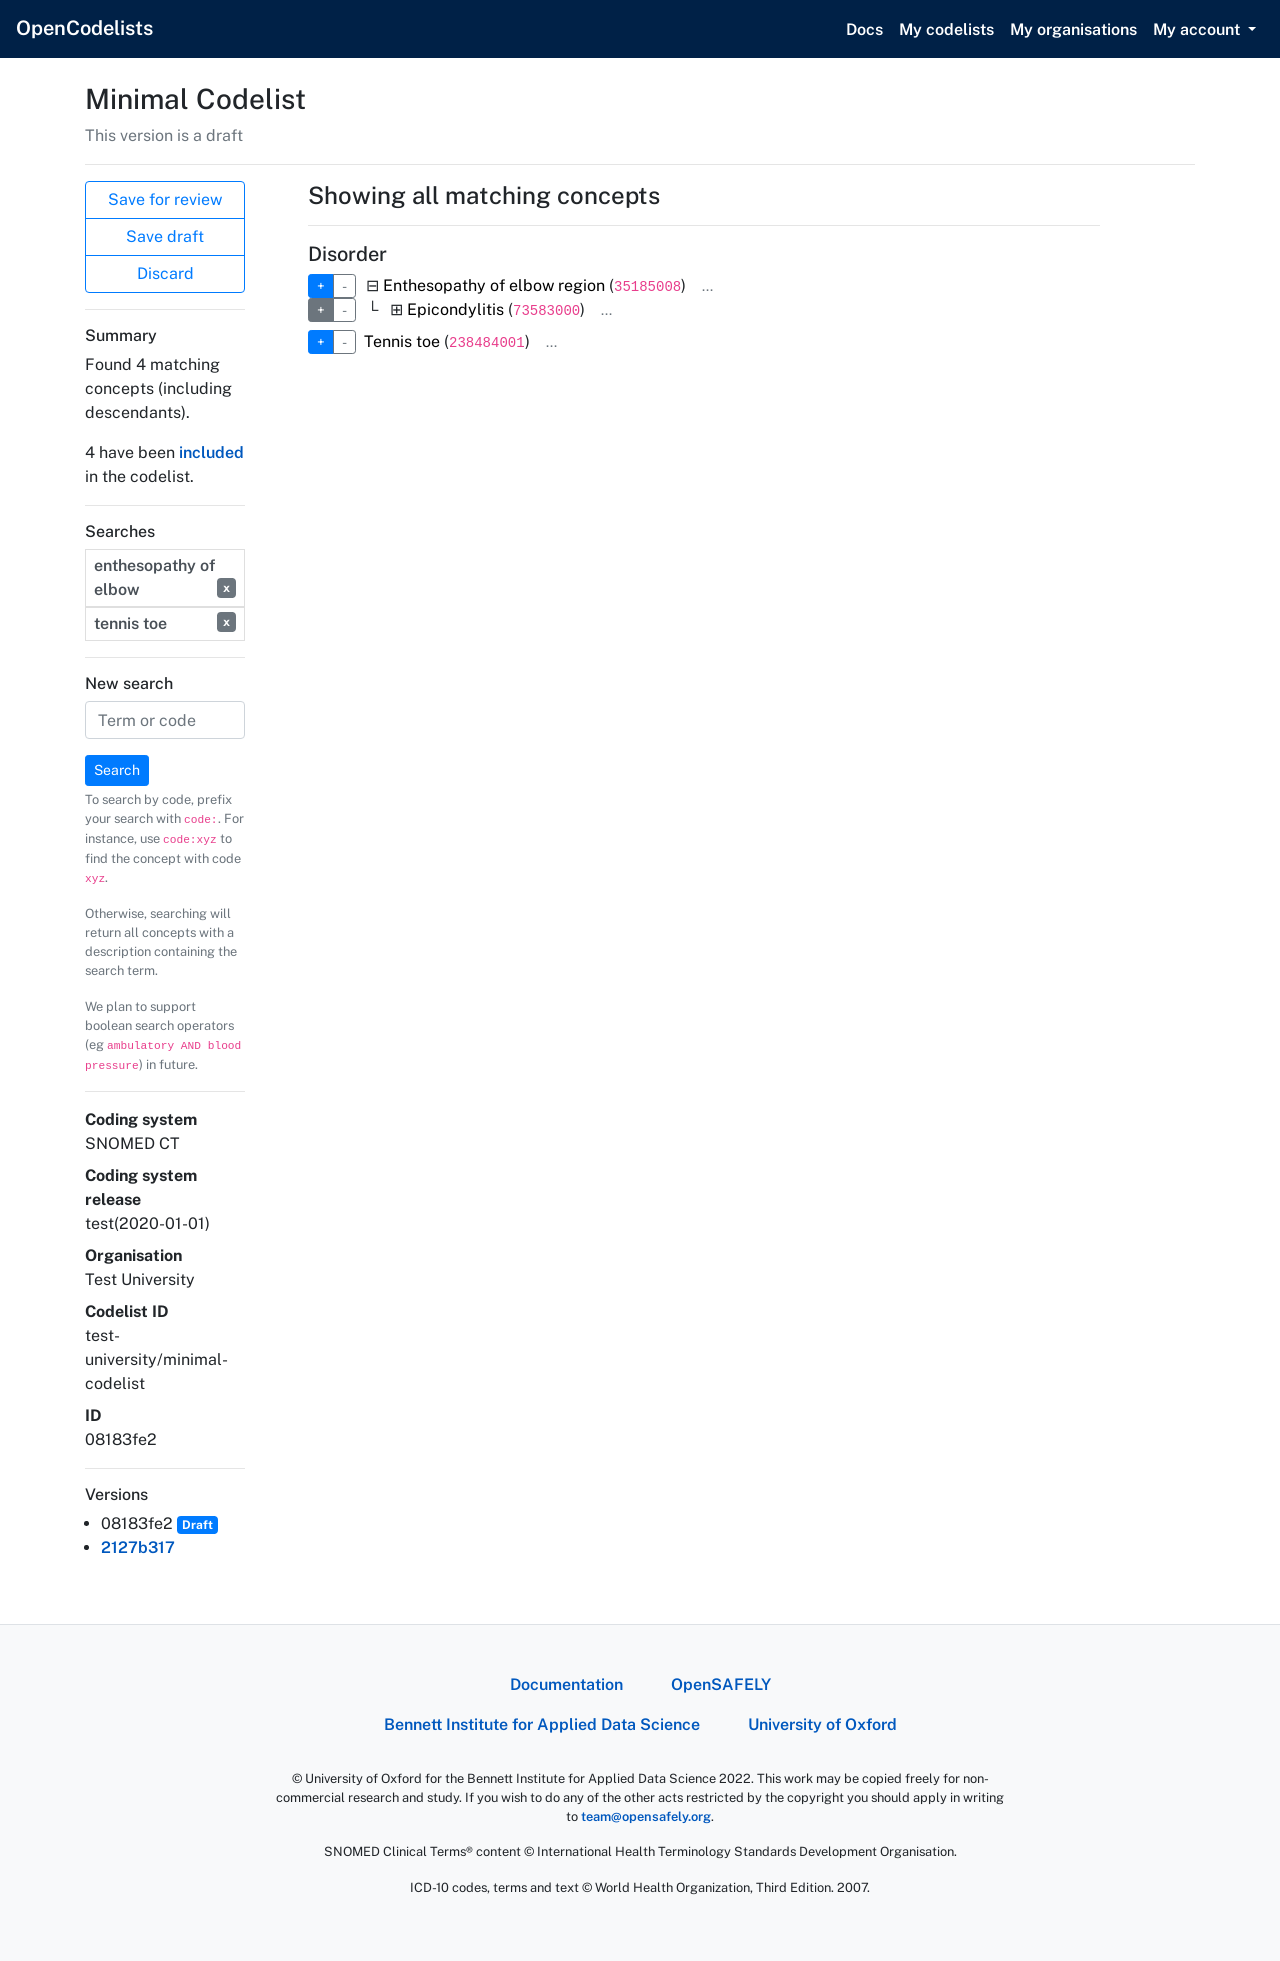 OpenCodelists
Docs My codelists My organisations My account
Minimal Codelist
This version is a draft
Save for review
Save draft
Discard
Summary
Found 4 matching
concepts (including
descendants).
4 have been included
in the codelist.
Searches
enthesopathy of
elbow x
tennis toe x
New search
Term or code
Search
To search by code, prefix
your search with code:. For
instance, use code:xyz to
find the concept with code
xyz.
Otherwise, searching will
return all concepts with a
description containing the
search term.
We plan to support
boolean search operators
(eg ambulatory AND blood
pressure) in future.
Coding system
SNOMED CT
Coding system
release
test(2020-01-01)
Organisation
Test University
Codelist ID
test-
university/minimal-
codelist
ID
08183fe2
Versions
08183fe2 Draft
2127b317
Showing all matching concepts
Disorder
+ - ⊟ Enthesopathy of elbow region (35185008) ...
+ - └ ⊞ Epicondylitis (73583000) ...
+ - Tennis toe (238484001) ...
Documentation OpenSAFELY
Bennett Institute for Applied Data Science University of Oxford
© University of Oxford for the Bennett Institute for Applied Data Science 2022. This work may be copied freely for non-
commercial research and study. If you wish to do any of the other acts restricted by the copyright you should apply in writing
to team@opensafely.org.
SNOMED Clinical Terms® content © International Health Terminology Standards Development Organisation.
ICD-10 codes, terms and text © World Health Organization, Third Edition. 2007.